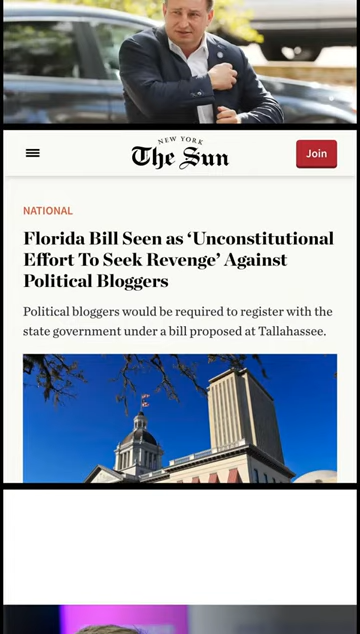 NEW YORK
The Sun
Join
NATIONAL
Florida Bill Seen as ‘Unconstitutional
Effort To Seek Revenge’ Against
Political Bloggers
Political bloggers would be required to register with the
state government under a bill proposed at Tallahassee.